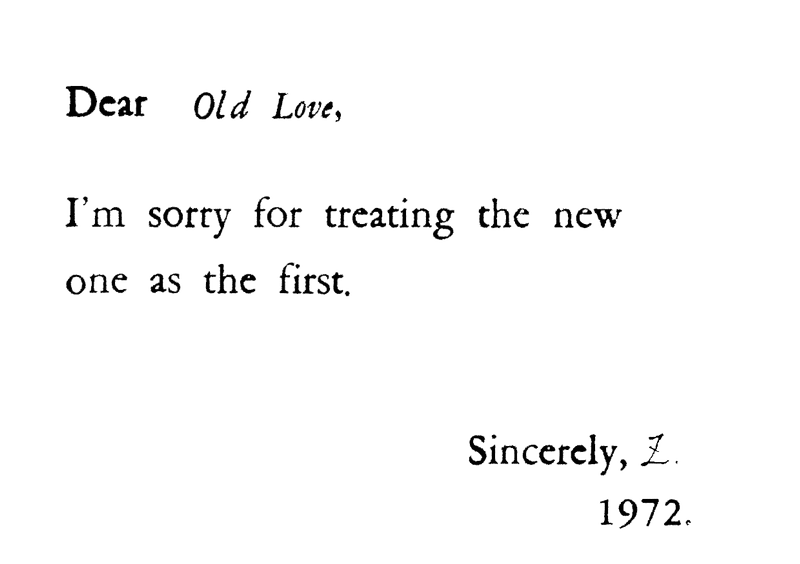 Dear Old Love,
I'm sorry for treating the new
one as the first.
Sincerely, Z.
1972.